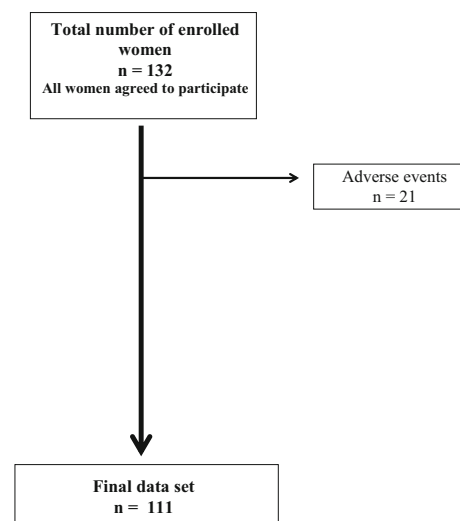 Total number of enrolled
women
n = 132
All women agreed to participate
Adverse events
n = 21
Final data set
n = 111